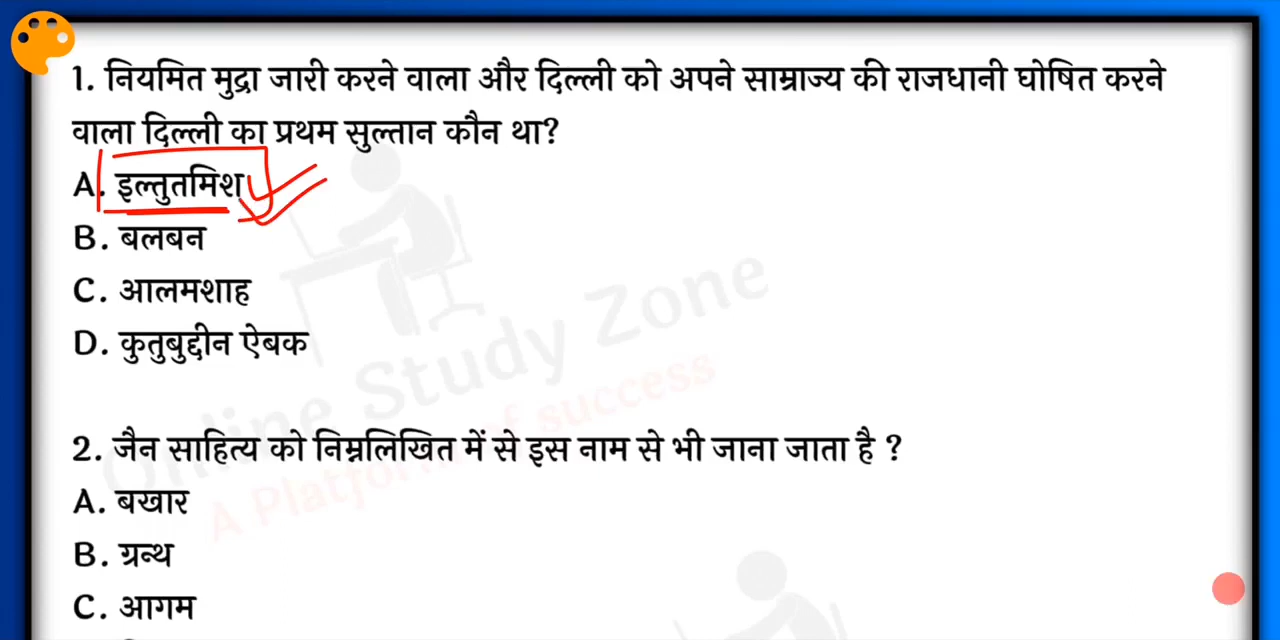 1. नियमित मुद्रा जारी करने वाला और दिल्ली को अपने साम्राज्य की राजधानी घोषित करने
वाला दिल्ली का प्रथम सुल्तान कौन था?
A. इल्तुतमिश
B. बलबन
C. आलमशाह
D. कुतुबुद्दीन ऐबक
Online Study Zone
A Platform of success
2. जैन साहित्य को निम्नलिखित में से इस नाम से भी जाना जाता है ?
A. बखार
B. ग्रन्थ
C. आगम